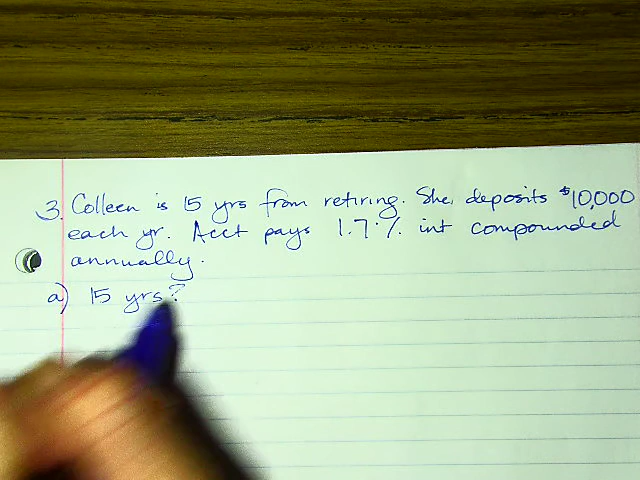 3. Colleen is 15 yrs from retiring. She deposits $10,000
each yr. Acct pays 1.7% int compounded
annually.
a) 15 yrs?